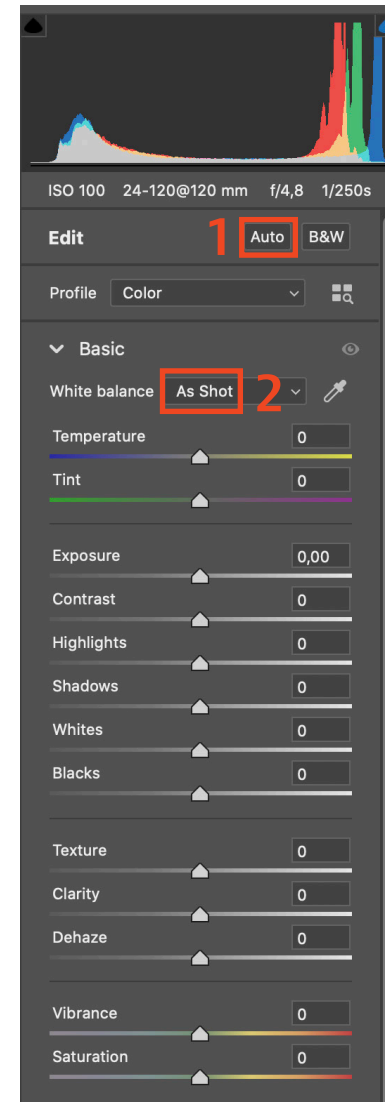 ISO 100 24-120@120 mm f/4,8 1/250s
Edit 1 Auto B&W
Profile Color
Basic
White balance As Shot 2
Temperature 0
Tint 0
Exposure 0,00
Contrast 0
Highlights 0
Shadows 0
Whites 0
Blacks 0
Texture 0
Clarity 0
Dehaze 0
Vibrance 0
Saturation 0